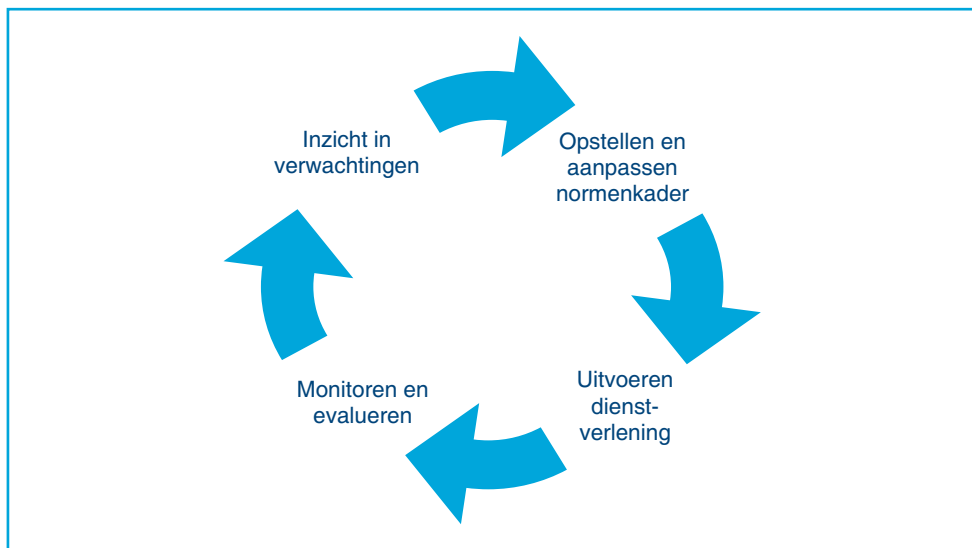 Inzicht in
verwachtingen
Opstellen en
aanpassen
normenkader
Uitvoeren
dienst-
verlening
Monitoren en
evalueren